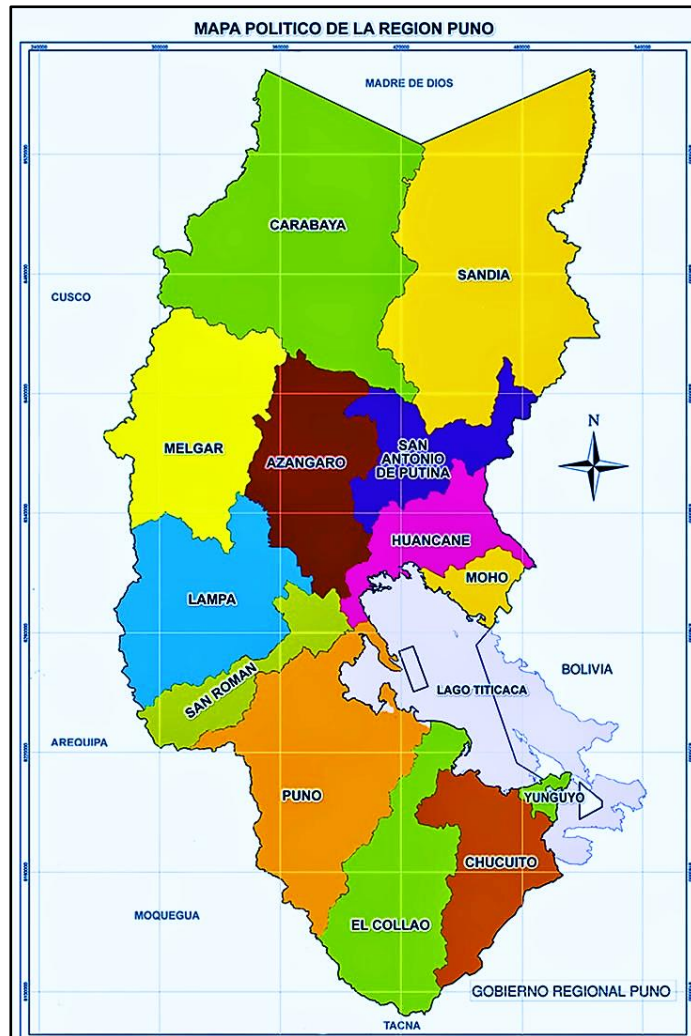 MAPA POLITICO DE LA REGION PUNO
MADRE DE DIOS
CARABAYA
SANDIA
CUSCO
N
MELGAR
AZANGARO
SAN
ANTONIO
DE PUTINA
HUANCANE
MOHO
LAMPA
BOLIVIA
SAN ROMAN
LAGO TITICACA
AREQUIPA
PUNO
YUNGUYO
CHUCUITO
MOQUEGUA
EL COLLAO
GOBIERNO REGIONAL PUNO
TACNA